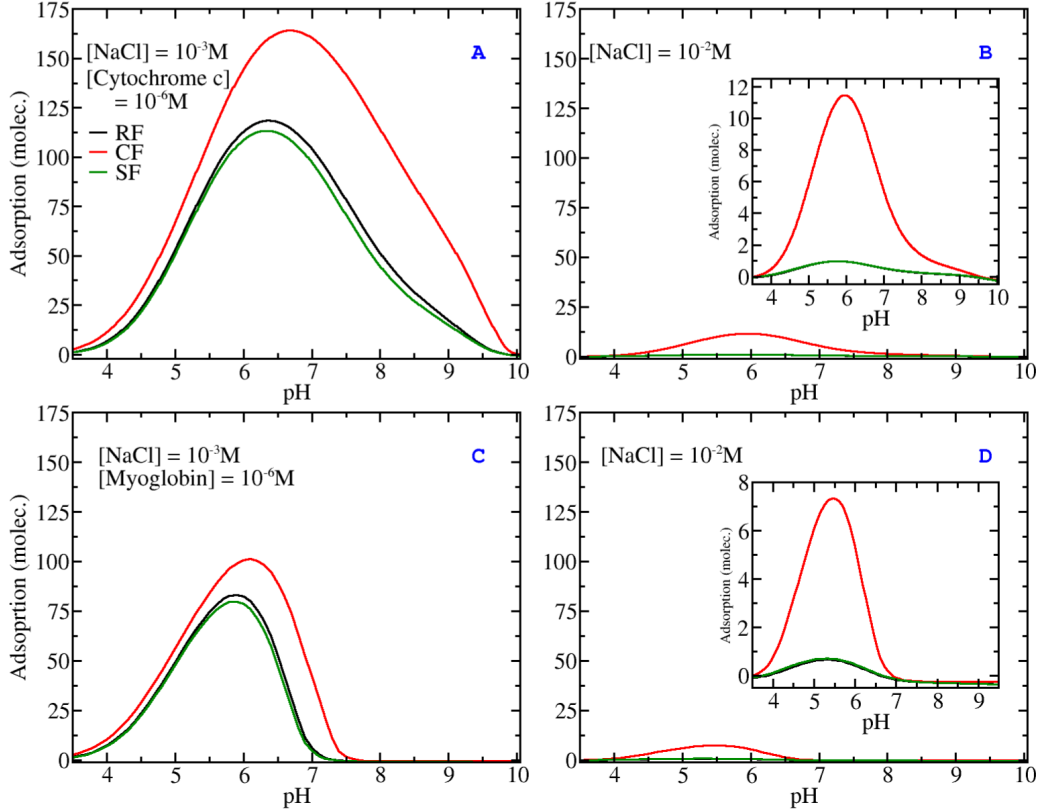 175
150
125
100
75
50
25
0
Adsorption (molec.)
[NaCl] = 10⁻³M
A
[Cytochrome c]
= 10⁻⁶M
RF
CF
SF
4 5 6 7 8 9 10
pH
175
150
125
100
75
50
25
0
[NaCl] = 10⁻²M
B
12
10
8
6
4
2
0
Adsorption (molec.)
4 5 6 7 8 9 10
pH
4 5 6 7 8 9 10
pH
175
150
125
100
75
50
25
0
Adsoprtion (molec.)
[NaCl] = 10⁻³M
C
[Myoglobin] = 10⁻⁶M
4 5 6 7 8 9 10
pH
175
150
125
100
75
50
25
0
[NaCl] = 10⁻²M
D
8
6
4
2
0
Adsorption (molec.)
4 5 6 7 8 9
pH
4 5 6 7 8 9 10
pH